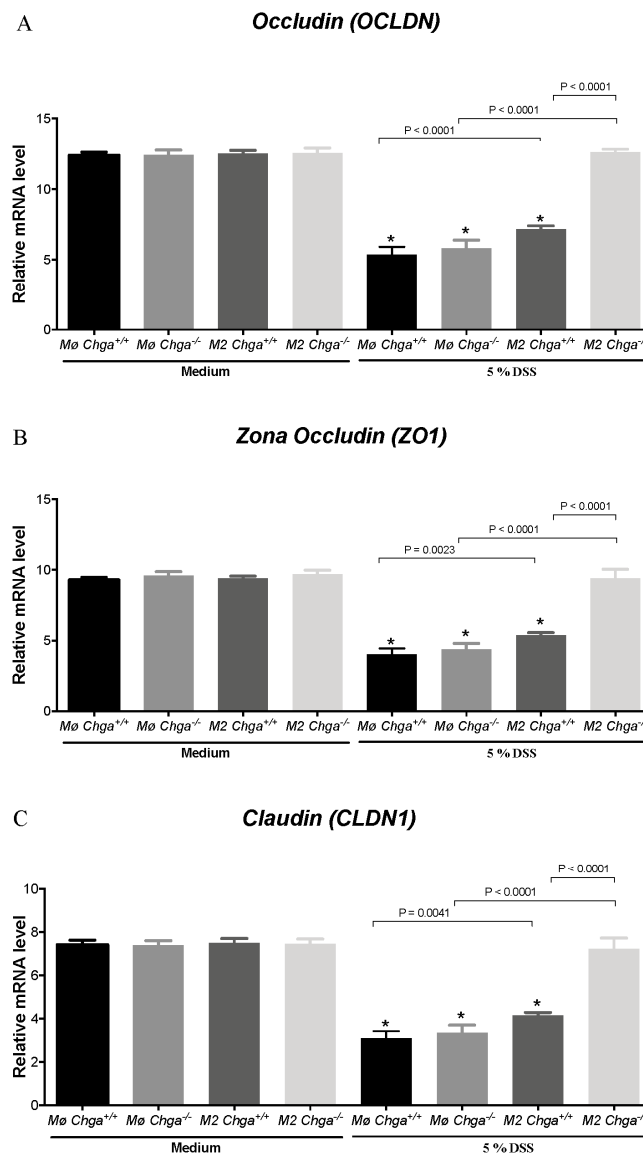 A
Occludin (OCLDN)
P < 0.0001
P < 0.0001
P < 0.0001
Relative mRNA level
15
10
5
0
*
*
*
Mø Chga+/+ Mø Chga-/- M2 Chga+/+ M2 Chga-/- Mø Chga+/+ Mø Chga-/- M2 Chga+/+ M2 Chga-/-
Medium 5 % DSS
B
Zona Occludin (ZO1)
P < 0.0001
P < 0.0001
P = 0.0023
Relative mRNA level
15
10
5
0
*
*
*
Mø Chga+/+ Mø Chga-/- M2 Chga+/+ M2 Chga-/- Mø Chga+/+ Mø Chga-/- M2 Chga+/+ M2 Chga-/-
Medium 5 % DSS
C
Claudin (CLDN1)
P < 0.0001
P < 0.0001
P = 0.0041
Relative mRNA level
8
6
4
2
0
*
*
*
Mø Chga+/+ Mø Chga-/- M2 Chga+/+ M2 Chga-/- Mø Chga+/+ Mø Chga-/- M2 Chga+/+ M2 Chga-/-
Medium 5 % DSS